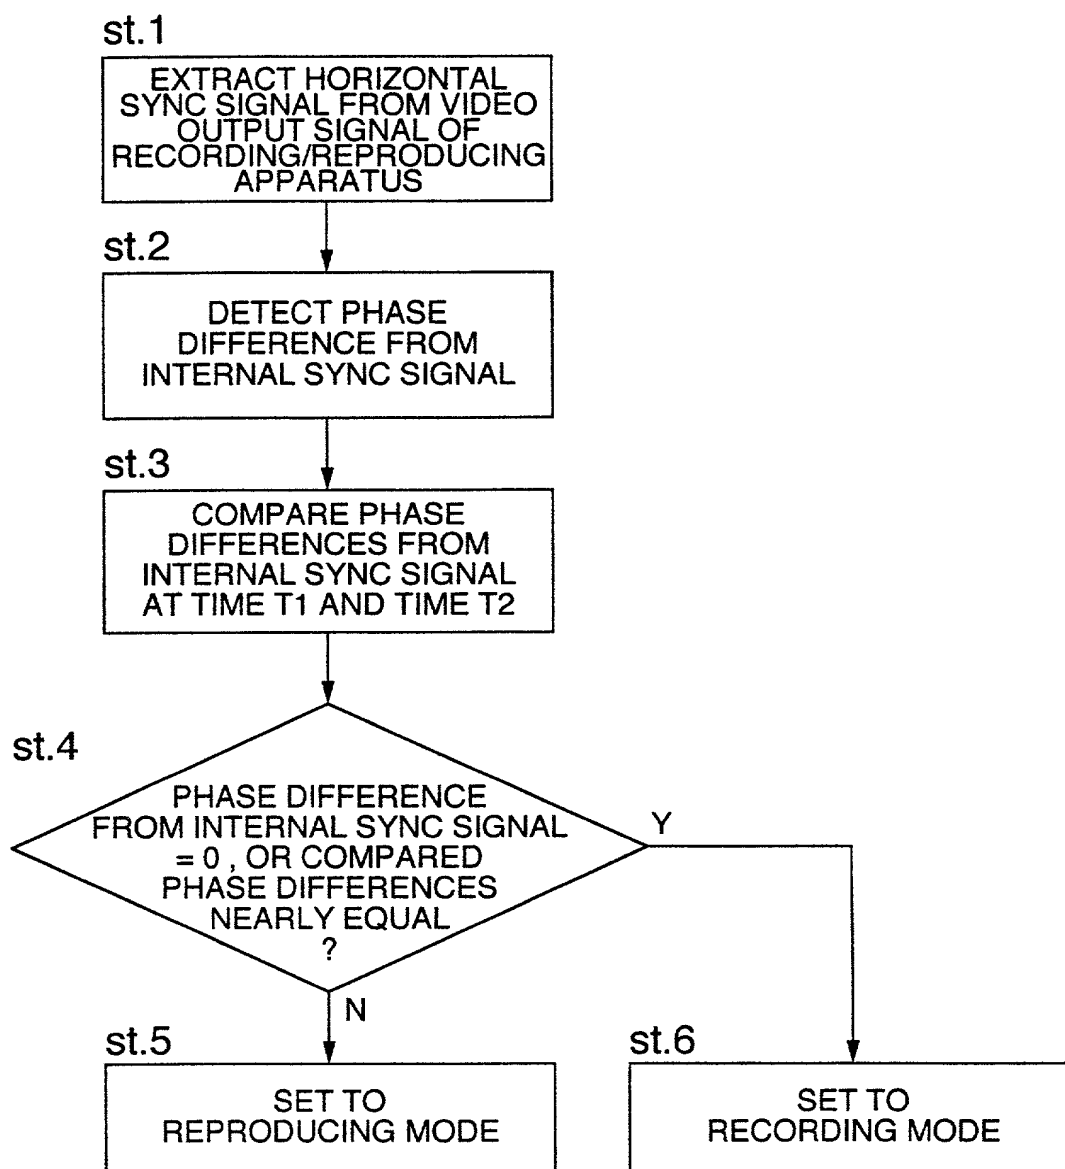 st.1
EXTRACT HORIZONTAL
SYNC SIGNAL FROM VIDEO
OUTPUT SIGNAL OF
RECORDING/REPRODUCING
APPARATUS
st.2
DETECT PHASE
DIFFERENCE FROM
INTERNAL SYNC SIGNAL
st.3
COMPARE PHASE
DIFFERENCES FROM
INTERNAL SYNC SIGNAL
AT TIME T1 AND TIME T2
st.4
PHASE DIFFERENCE
FROM INTERNAL SYNC SIGNAL
= 0 , OR COMPARED
PHASE DIFFERENCES
NEARLY EQUAL
?
Y
N
st.5
SET TO
REPRODUCING MODE
st.6
SET TO
RECORDING MODE